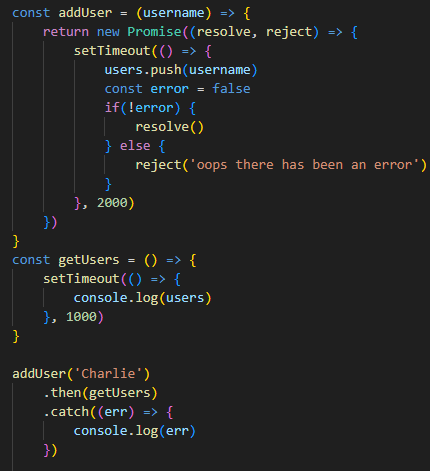 const addUser = (username) => {
    return new Promise((resolve, reject) => {
        setTimeout(() => {
            users.push(username)
            const error = false
            if(!error) {
                resolve()
            } else {
                reject('oops there has been an error')
            }
        }, 2000)
    })
}
const getUsers = () => {
    setTimeout(() => {
        console.log(users)
    }, 1000)
}

addUser('Charlie')
    .then(getUsers)
    .catch((err) => {
        console.log(err)
    })